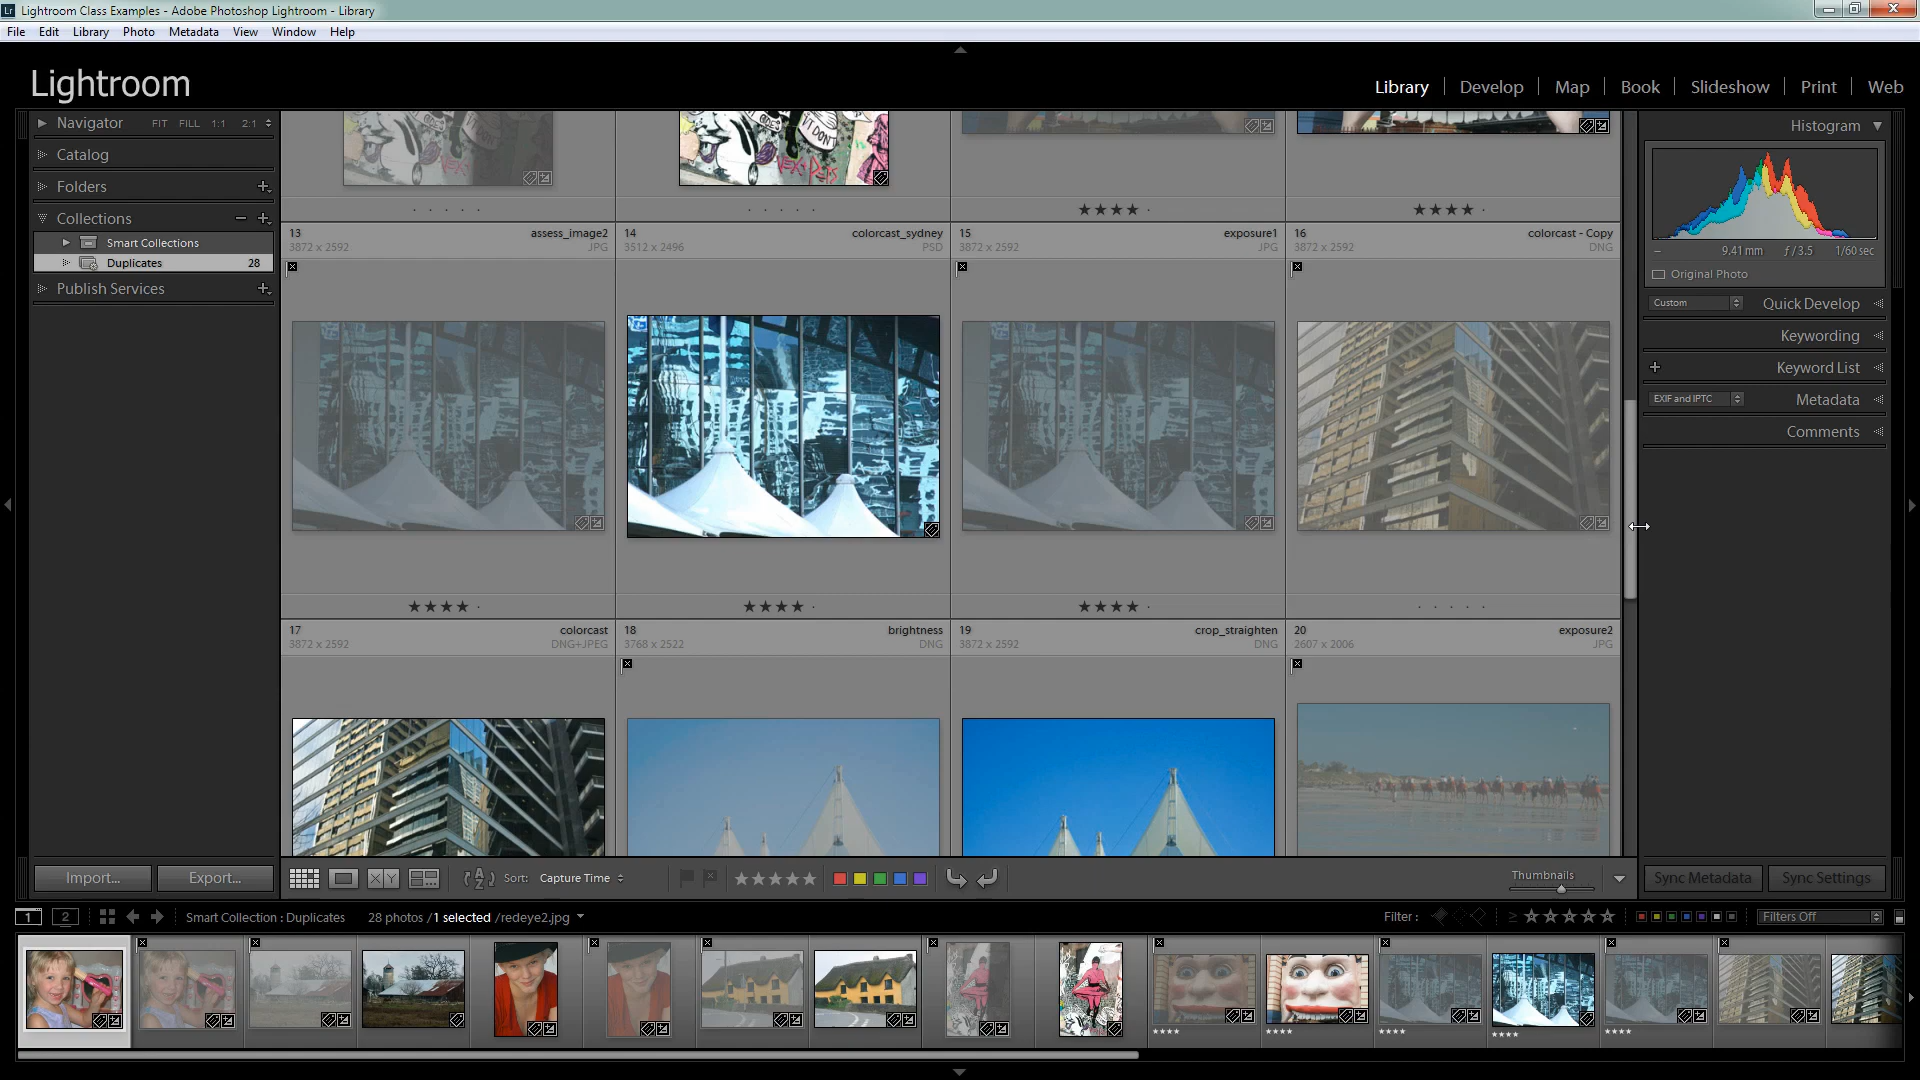 Lightroom Class Examples - Adobe Photoshop Lightroom - Library
File Edit Library Photo Metadata View Window Help
Lightroom
Library Develop Map Book Slideshow Print Web
Navigator FIT FILL 1:1 2:1
Catalog
Folders
Collections
Smart Collections
Duplicates 28
Publish Services
Histogram
9.41 mm ƒ / 3.5 1/60 sec
Original Photo
Custom Quick Develop
Keywording
Keyword List
EXIF and IPTC Metadata
Comments
13 assess_image2
3872 x 2592 JPG
14 colorcast_sydney
3512 x 2496 PSD
15 exposure1
3872 x 2592 JPG
16 colorcast - Copy
3872 x 2592 DNG
17 colorcast
3872 x 2592 DNG+JPEG
18 brightness
3768 x 2522 DNG
19 crop_straighten
3872 x 2592 DNG
20 exposure2
2607 x 2006 JPG
Import... Export...
XY
Sort: Capture Time
Thumbnails
Sync Metadata Sync Settings
1 2
Smart Collection : Duplicates 28 photos / 1 selected / redeye2.jpg
Filter : Filters Off